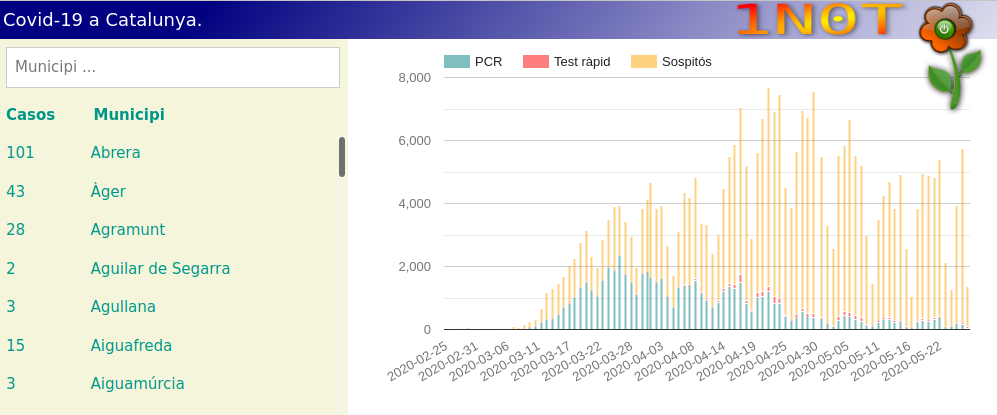 Covid-19 a Catalunya.
1NOT
Municipi ...
Casos Municipi
101 Abrera
43 Àger
28 Agramunt
2 Aguilar de Segarra
3 Agullana
15 Aiguafreda
3 Aiguamúrcia
PCR Test ràpid Sospitós
8,000
6,000
4,000
2,000
0
2020-02-25
2020-02-31
2020-03-06
2020-03-11
2020-03-17
2020-03-22
2020-03-28
2020-04-03
2020-04-08
2020-04-14
2020-04-19
2020-04-25
2020-04-30
2020-05-05
2020-05-11
2020-05-16
2020-05-22